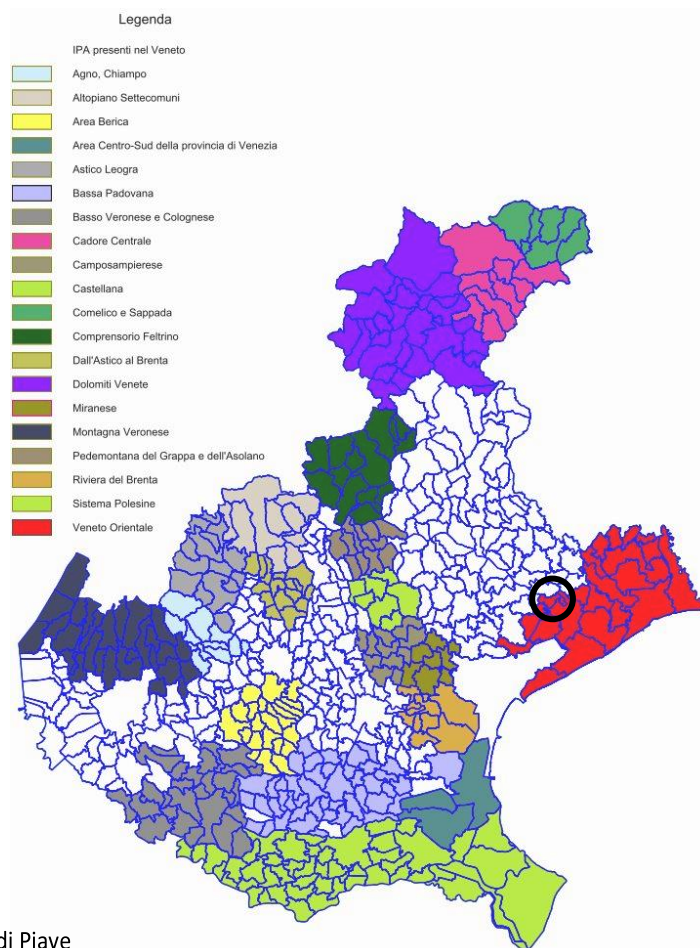 Legenda
IPA presenti nel Veneto
Agno, Chiampo
Altopiano Settecomuni
Area Berica
Area Centro-Sud della provincia di Venezia
Astico Leogra
Bassa Padovana
Basso Veronese e Colognese
Cadore Centrale
Camposampierese
Castellana
Comelico e Sappada
Comprensorio Feltrino
Dall'Astico al Brenta
Dolomiti Venete
Miranese
Montagna Veronese
Pedemontana del Grappa e dell'Asolano
Riviera del Brenta
Sistema Polesine
Veneto Orientale
di Piave